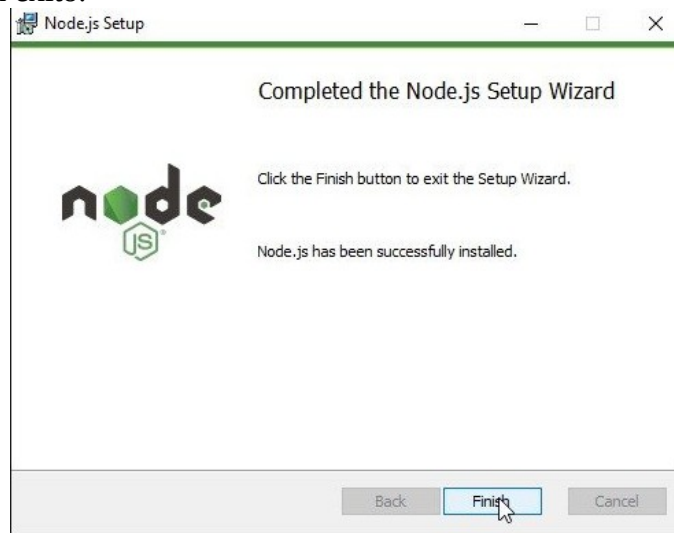 éxito.
Node.js Setup
Completed the Node.js Setup Wizard
Click the Finish button to exit the Setup Wizard.
node
JS
Node.js has been successfully installed.
Back Finish Cancel